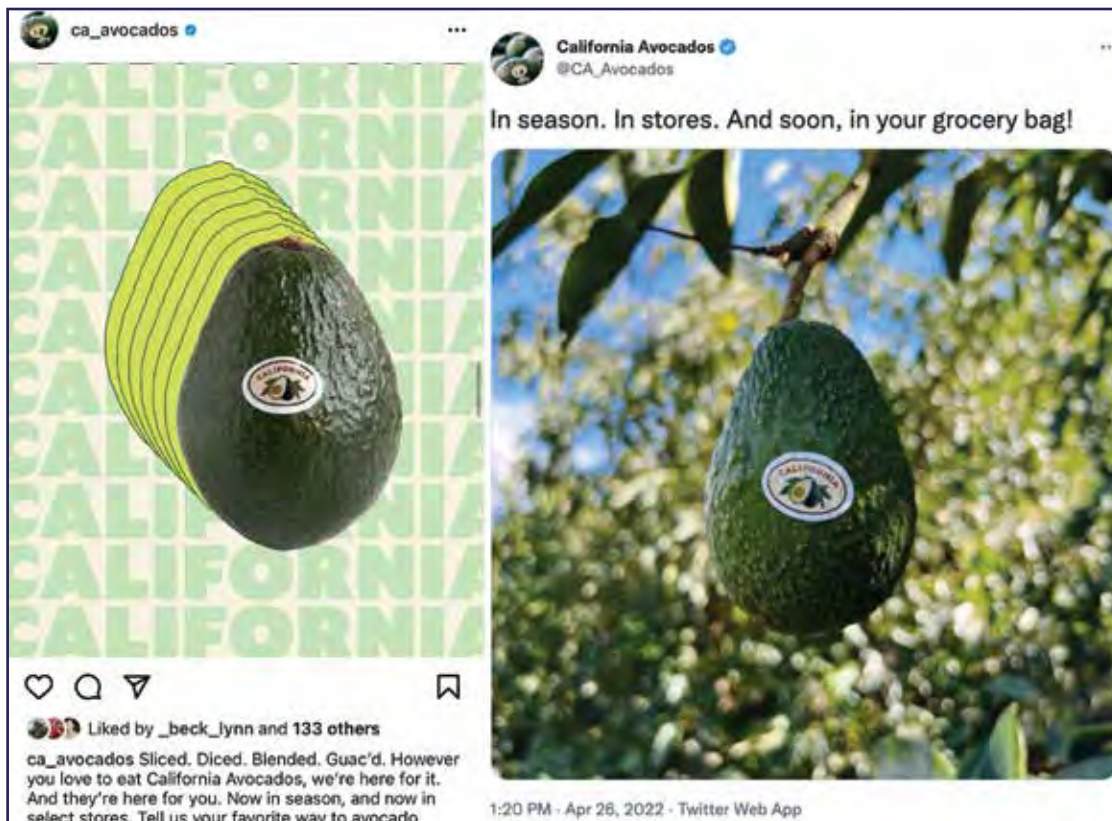 ca_avocados
CALIFORNIA
CALIFORNIA
CALIFORNIA
CALIFORNIA
CALIFORNIA
CALIFORNIA
CALIFORNIA
CALIFORNIA
CALIFORNIA
CALIFORNIA
CALIFORNIA
CALIFORNIA
Liked by _beck_lynn and 133 others
ca_avocados Sliced. Diced. Blended. Guac'd. However
you love to eat California Avocados, we're here for it.
And they're here for you. Now in season, and now in
select stores. Tell us your favorite way to avocado
California Avocados
@CA_Avocados
In season. In stores. And soon, in your grocery bag!
CALIFORNIA
1:20 PM · Apr 26, 2022 · Twitter Web App